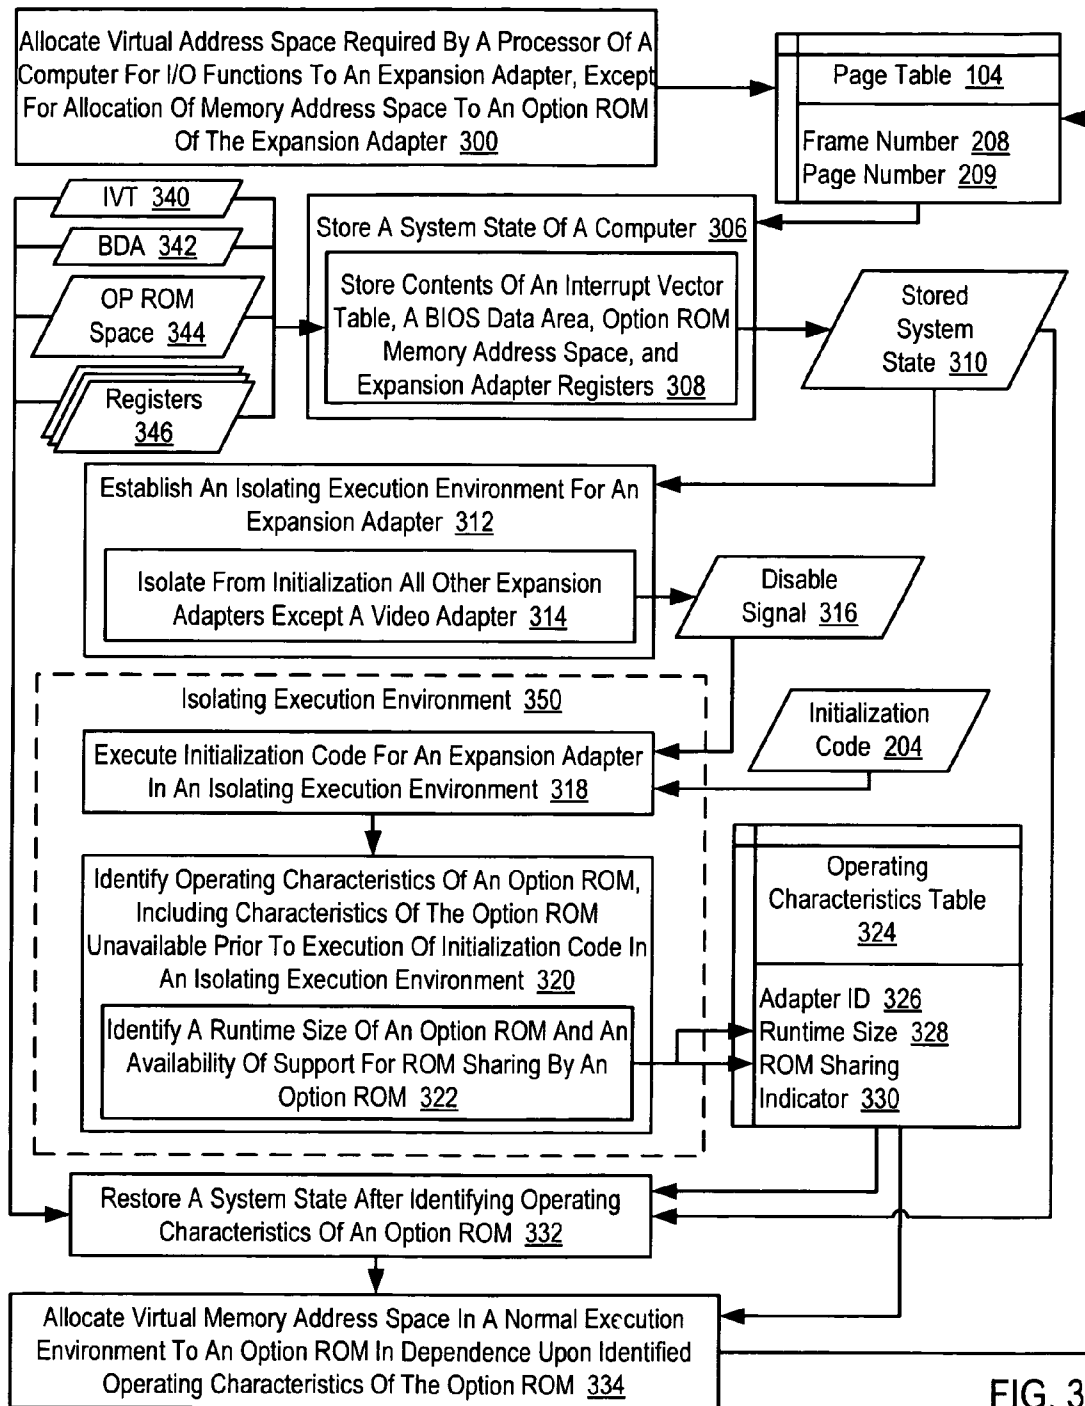 Allocate Virtual Address Space Required By A Processor Of A
Computer For I/O Functions To An Expansion Adapter, Except
For Allocation Of Memory Address Space To An Option ROM
Of The Expansion Adapter 300
Page Table 104
Frame Number 208
Page Number 209
IVT 340
BDA 342
OP ROM
Space 344
Registers
346
Store A System State Of A Computer 306
Store Contents Of An Interrupt Vector
Table, A BIOS Data Area, Option ROM
Memory Address Space, and
Expansion Adapter Registers 308
Stored
System
State 310
Establish An Isolating Execution Environment For An
Expansion Adapter 312
Isolate From Initialization All Other Expansion
Adapters Except A Video Adapter 314
Disable
Signal 316
Isolating Execution Environment 350
Initialization
Code 204
Execute Initialization Code For An Expansion Adapter
In An Isolating Execution Environment 318
Identify Operating Characteristics Of An Option ROM,
Including Characteristics Of The Option ROM
Unavailable Prior To Execution Of Initialization Code In
An Isolating Execution Environment 320
Identify A Runtime Size Of An Option ROM And An
Availability Of Support For ROM Sharing By An
Option ROM 322
Operating
Characteristics Table
324
Adapter ID 326
Runtime Size 328
ROM Sharing
Indicator 330
Restore A System State After Identifying Operating
Characteristics Of An Option ROM 332
Allocate Virtual Memory Address Space In A Normal Execution
Environment To An Option ROM In Dependence Upon Identified
Operating Characteristics Of The Option ROM 334
FIG. 3